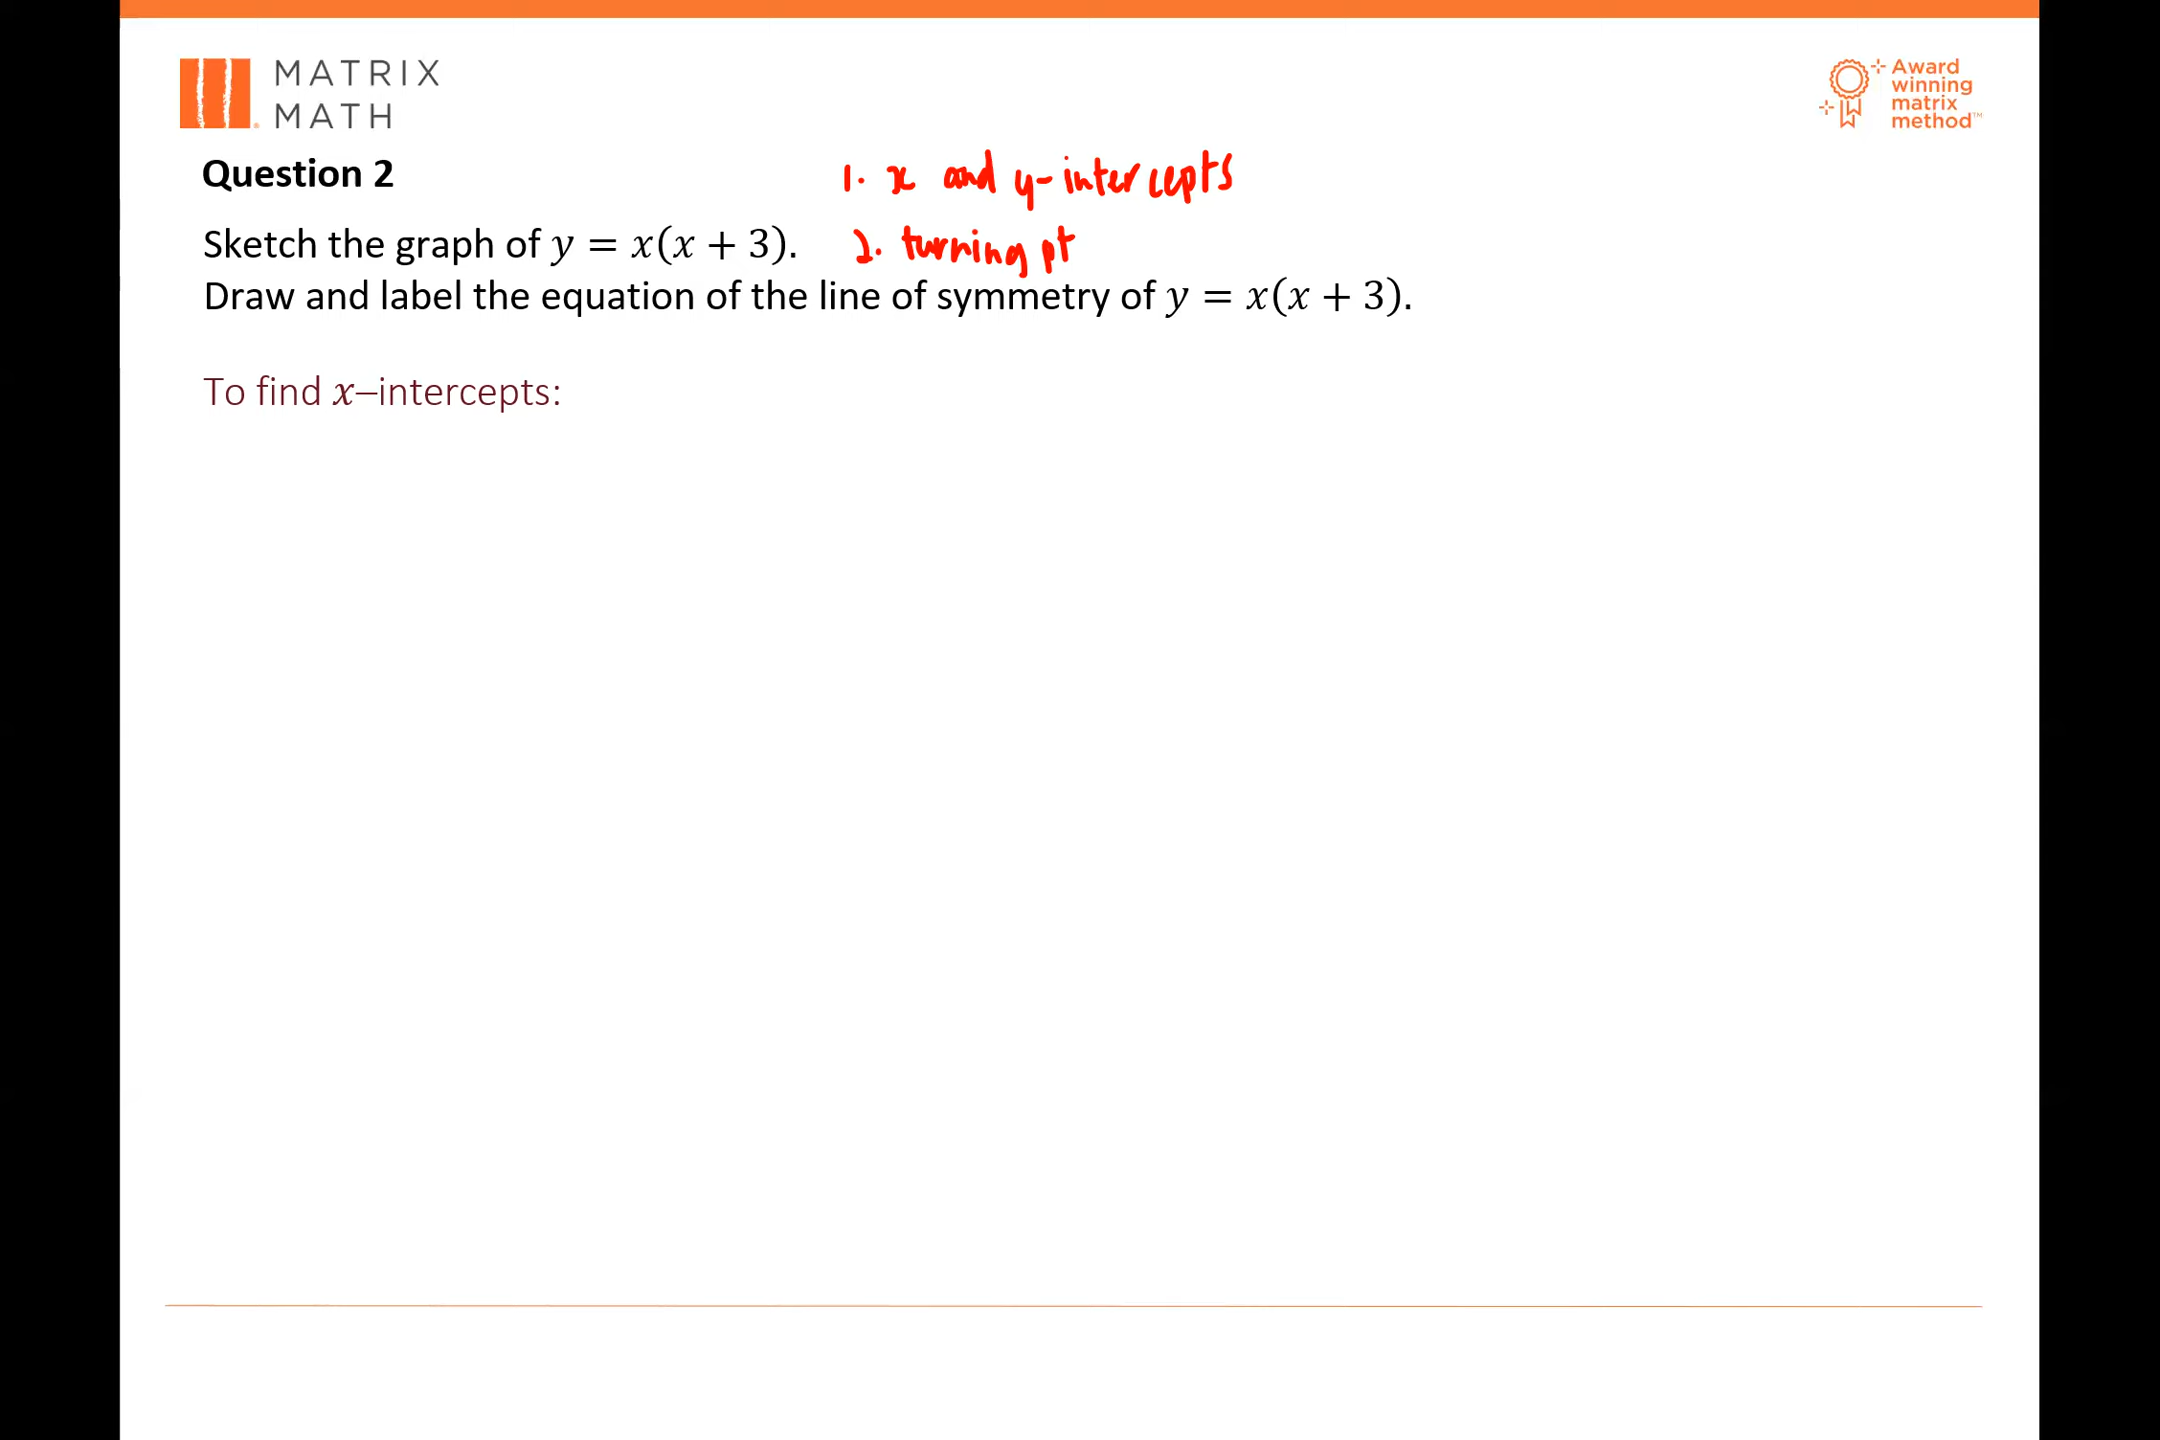 MATRIX
MATH
Award
winning
matrix
method™
Question 2
1. x and y-intercepts
Sketch the graph of y = x(x + 3).
2. turning pt
Draw and label the equation of the line of symmetry of y = x(x + 3).
To find x–intercepts: